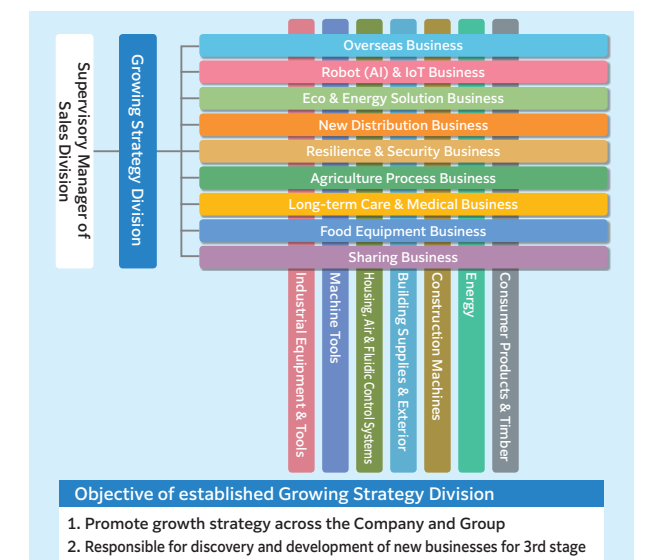 Supervisory Manager of
Sales Division
Growing Strategy Division
Overseas Business
Robot (AI) & IoT Business
Eco & Energy Solution Business
New Distribution Business
Resilience & Security Business
Agriculture Process Business
Long-term Care & Medical Business
Food Equipment Business
Sharing Business
Industrial Equipment & Tools
Machine Tools
Housing, Air & Fluidic Control Systems
Building Supplies & Exterior
Construction Machines
Energy
Consumer Products & Timber
Objective of established Growing Strategy Division
1. Promote growth strategy across the Company and Group
2. Responsible for discovery and development of new businesses for 3rd stage